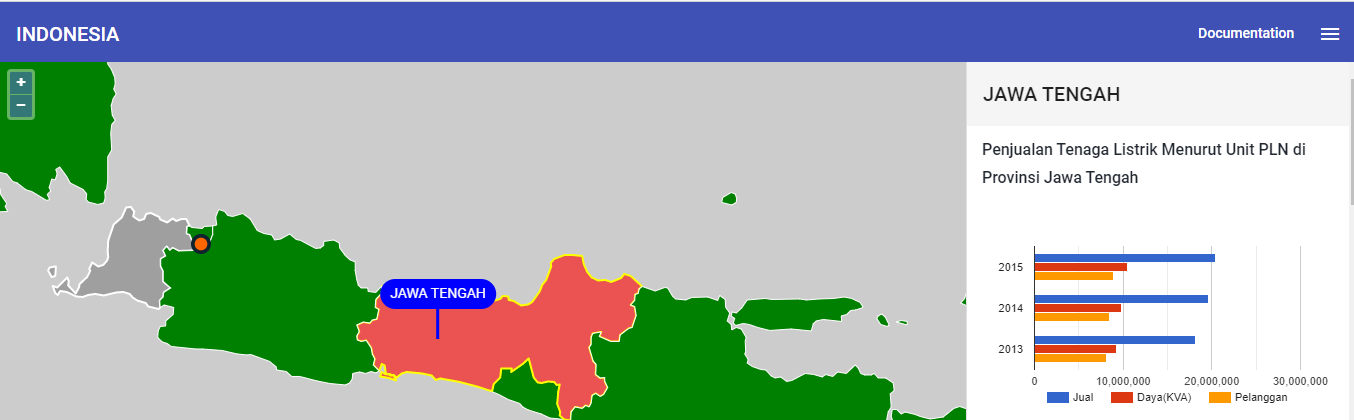 INDONESIA
Documentation
+
−
JAWA TENGAH
JAWA TENGAH
Penjualan Tenaga Listrik Menurut Unit PLN di
Provinsi Jawa Tengah
2015
2014
2013
0 10,000,000 20,000,000 30,000,000
Jual Daya(KVA) Pelanggan